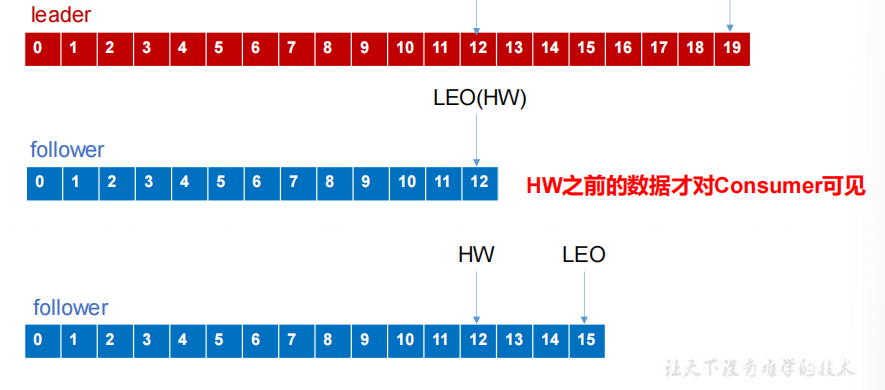 leader
0 1 2 3 4 5 6 7 8 9 10 11 12 13 14 15 16 17 18 19
LEO(HW)
follower
0 1 2 3 4 5 6 7 8 9 10 11 12
HW之前的数据才对Consumer可见
HW LEO
follower
0 1 2 3 4 5 6 7 8 9 10 11 12 13 14 15
让天下没有难学的技术